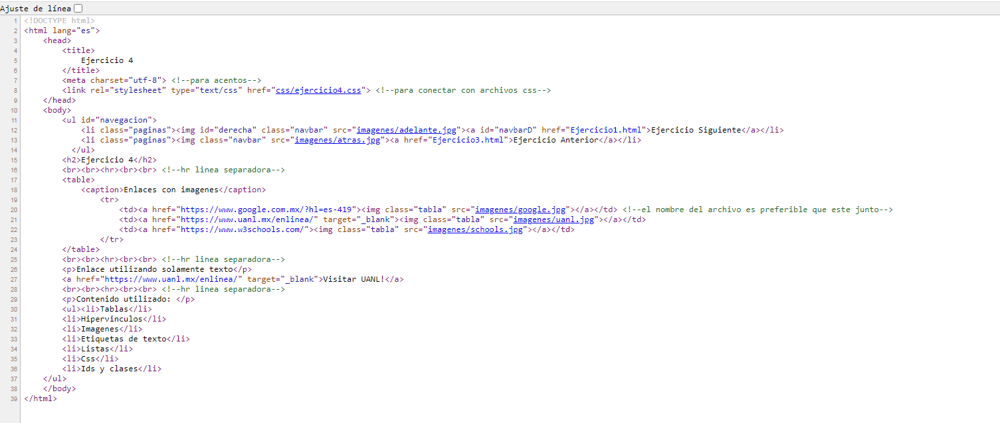 Ajuste de línea
1 <!DOCTYPE html>
2 <html lang="es">
3 <head>
4 <title>
5 Ejercicio 4
6 </title>
7 <meta charset="utf-8"> <!--para acentos-->
8 <link rel="stylesheet" type="text/css" href="css/ejercicio4.css"> <!--para conectar con archivos css-->
9 </head>
10 <body>
11 <ul id="navegacion">
12 <li class="paginas"><img id="derecha" class="navbar" src="imagenes/adelante.jpg"><a id="navbarD" href="Ejercicio1.html">Ejercicio Siguiente</a></li>
13 <li class="paginas"><img class="navbar" src="imagenes/atras.jpg"><a href="Ejercicio3.html">Ejercicio Anterior</a></li>
14 </ul>
15 <h2>Ejercicio 4</h2>
16 <br><br><hr><br><br> <!--hr linea separadora-->
17 <table>
18 <caption>Enlaces con imagenes</caption>
19 <tr>
20 <td><a href="https://www.google.com.mx/?hl=es-419"><img class="tabla" src="imagenes/google.jpg"></a></td> <!--el nombre del archivo es preferible que este junto-->
21 <td><a href="https://www.uanl.mx/enlinea/" target="_blank"><img class="tabla" src="imagenes/uanl.jpg"></a></td>
22 <td><a href="https://www.w3schools.com/"><img class="tabla" src="imagenes/schools.jpg"></a></td>
23 </tr>
24 </table>
25 <br><br><hr><br><br> <!--hr linea separadora-->
26 <p>Enlace utilizando solamente texto</p>
27 <a href="https://www.uanl.mx/enlinea/" target="_blank">Visitar UANL!</a>
28 <br><br><hr><br><br> <!--hr linea separadora-->
29 <p>Contenido utilizado: </p>
30 <ul><li>Tablas</li>
31 <li>Hipervinculos</li>
32 <li>Imagenes</li>
33 <li>Etiquetas de texto</li>
34 <li>Listas</li>
35 <li>Css</li>
36 <li>Ids y clases</li>
37 </ul>
38 </body>
39 </html>